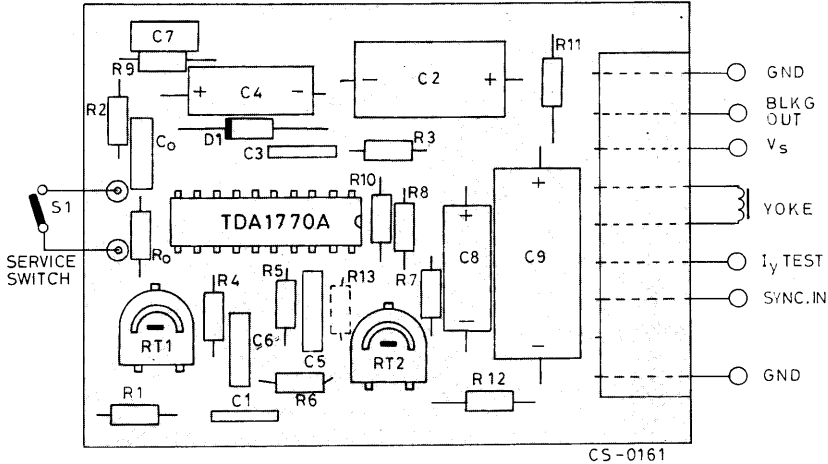 C7
R9
R2
Co
C4
+
-
D1
C3
-
C2
+
R3
R11
GND
BLKG
OUT
Vs
YOKE
Iy TEST
SYNC.IN
GND
S1
SERVICE
SWITCH
Ro
TDA1770A
R10
R8
+
C8
-
+
C9
-
RT1
R4
R5
C6
C5
R13
R7
RT2
R1
C1
R6
R12
CS-0161